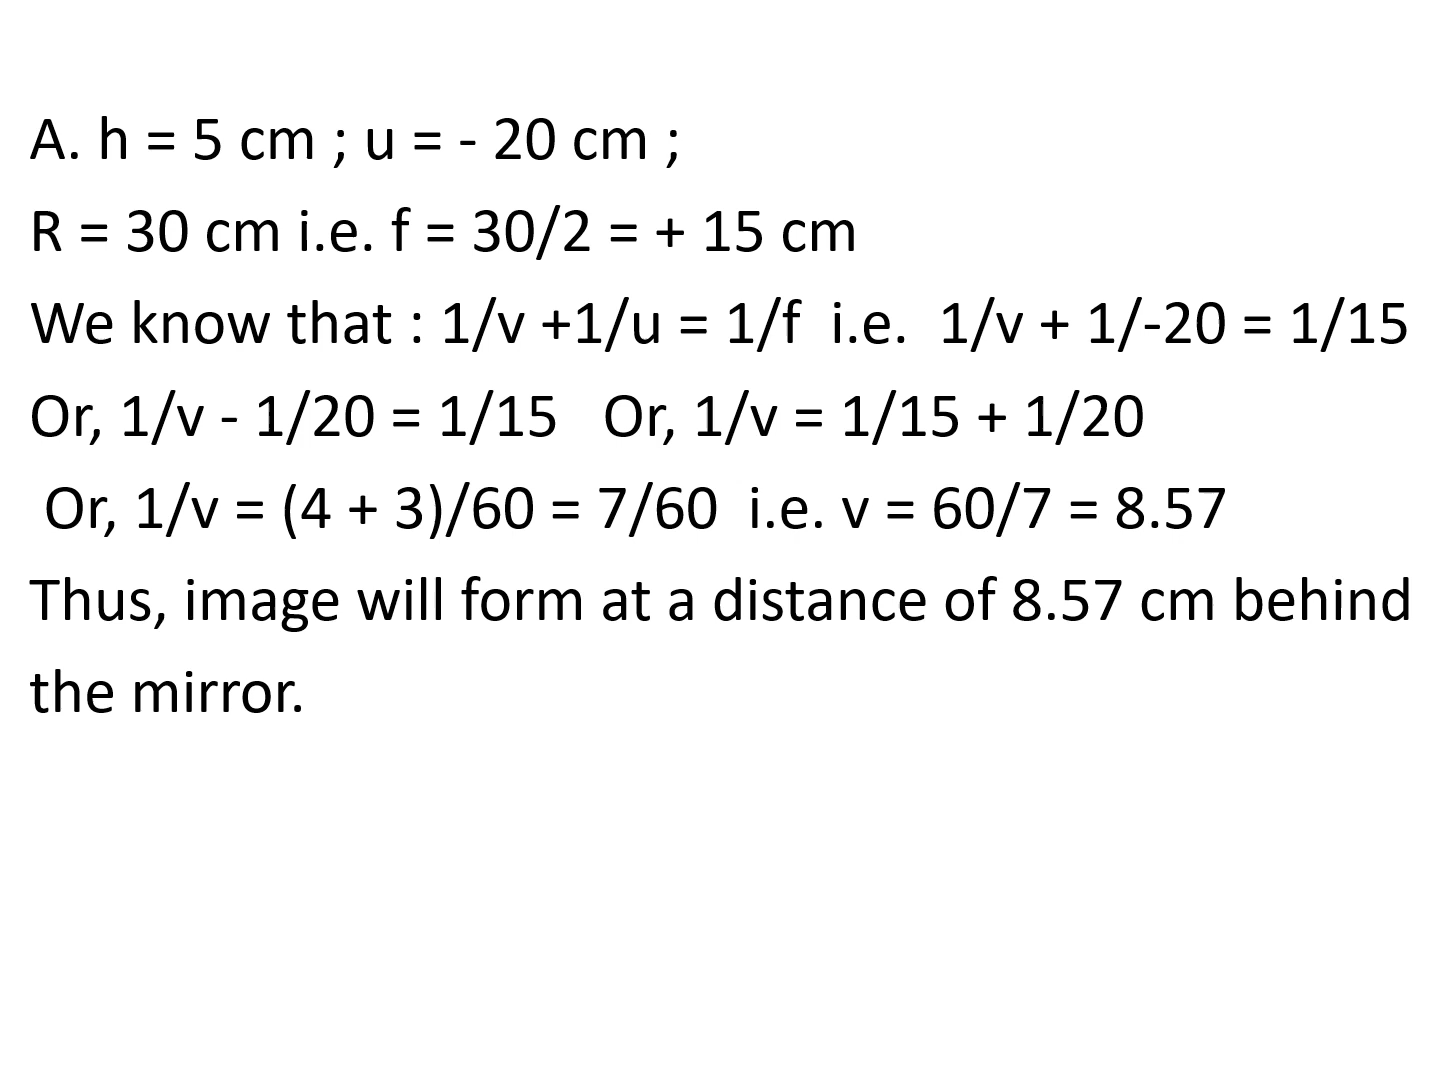 A. h = 5 cm ; u = - 20 cm ;
R = 30 cm i.e. f = 30/2 = + 15 cm
We know that : 1/v +1/u = 1/f  i.e.  1/v + 1/-20 = 1/15
Or, 1/v - 1/20 = 1/15   Or, 1/v = 1/15 + 1/20
Or, 1/v = (4 + 3)/60 = 7/60  i.e. v = 60/7 = 8.57
Thus, image will form at a distance of 8.57 cm behind
the mirror.